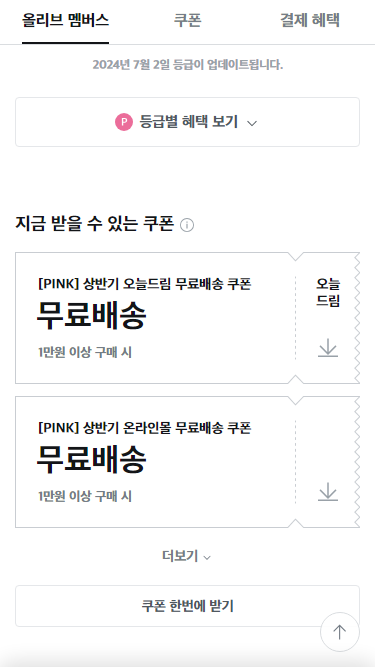 올리브 멤버스 쿠폰 결제 혜택
2024년 7월 2일 등급이 업데이트됩니다.
P 등급별 혜택 보기
지금 받을 수 있는 쿠폰
[PINK] 상반기 오늘드림 무료배송 쿠폰
무료배송
1만원 이상 구매 시
오늘
드림
[PINK] 상반기 온라인몰 무료배송 쿠폰
무료배송
1만원 이상 구매 시
더보기
쿠폰 한번에 받기